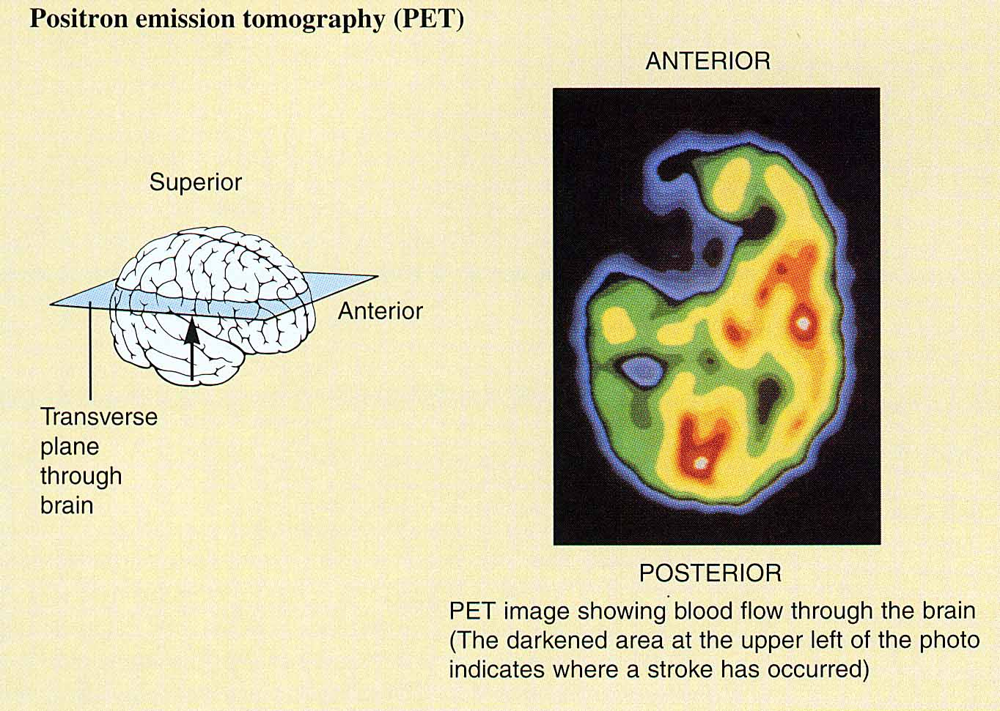 Positron emission tomography (PET)
ANTERIOR
Superior
Anterior
Transverse
plane
through
brain
POSTERIOR
PET image showing blood flow through the brain
(The darkened area at the upper left of the photo
indicates where a stroke has occurred)